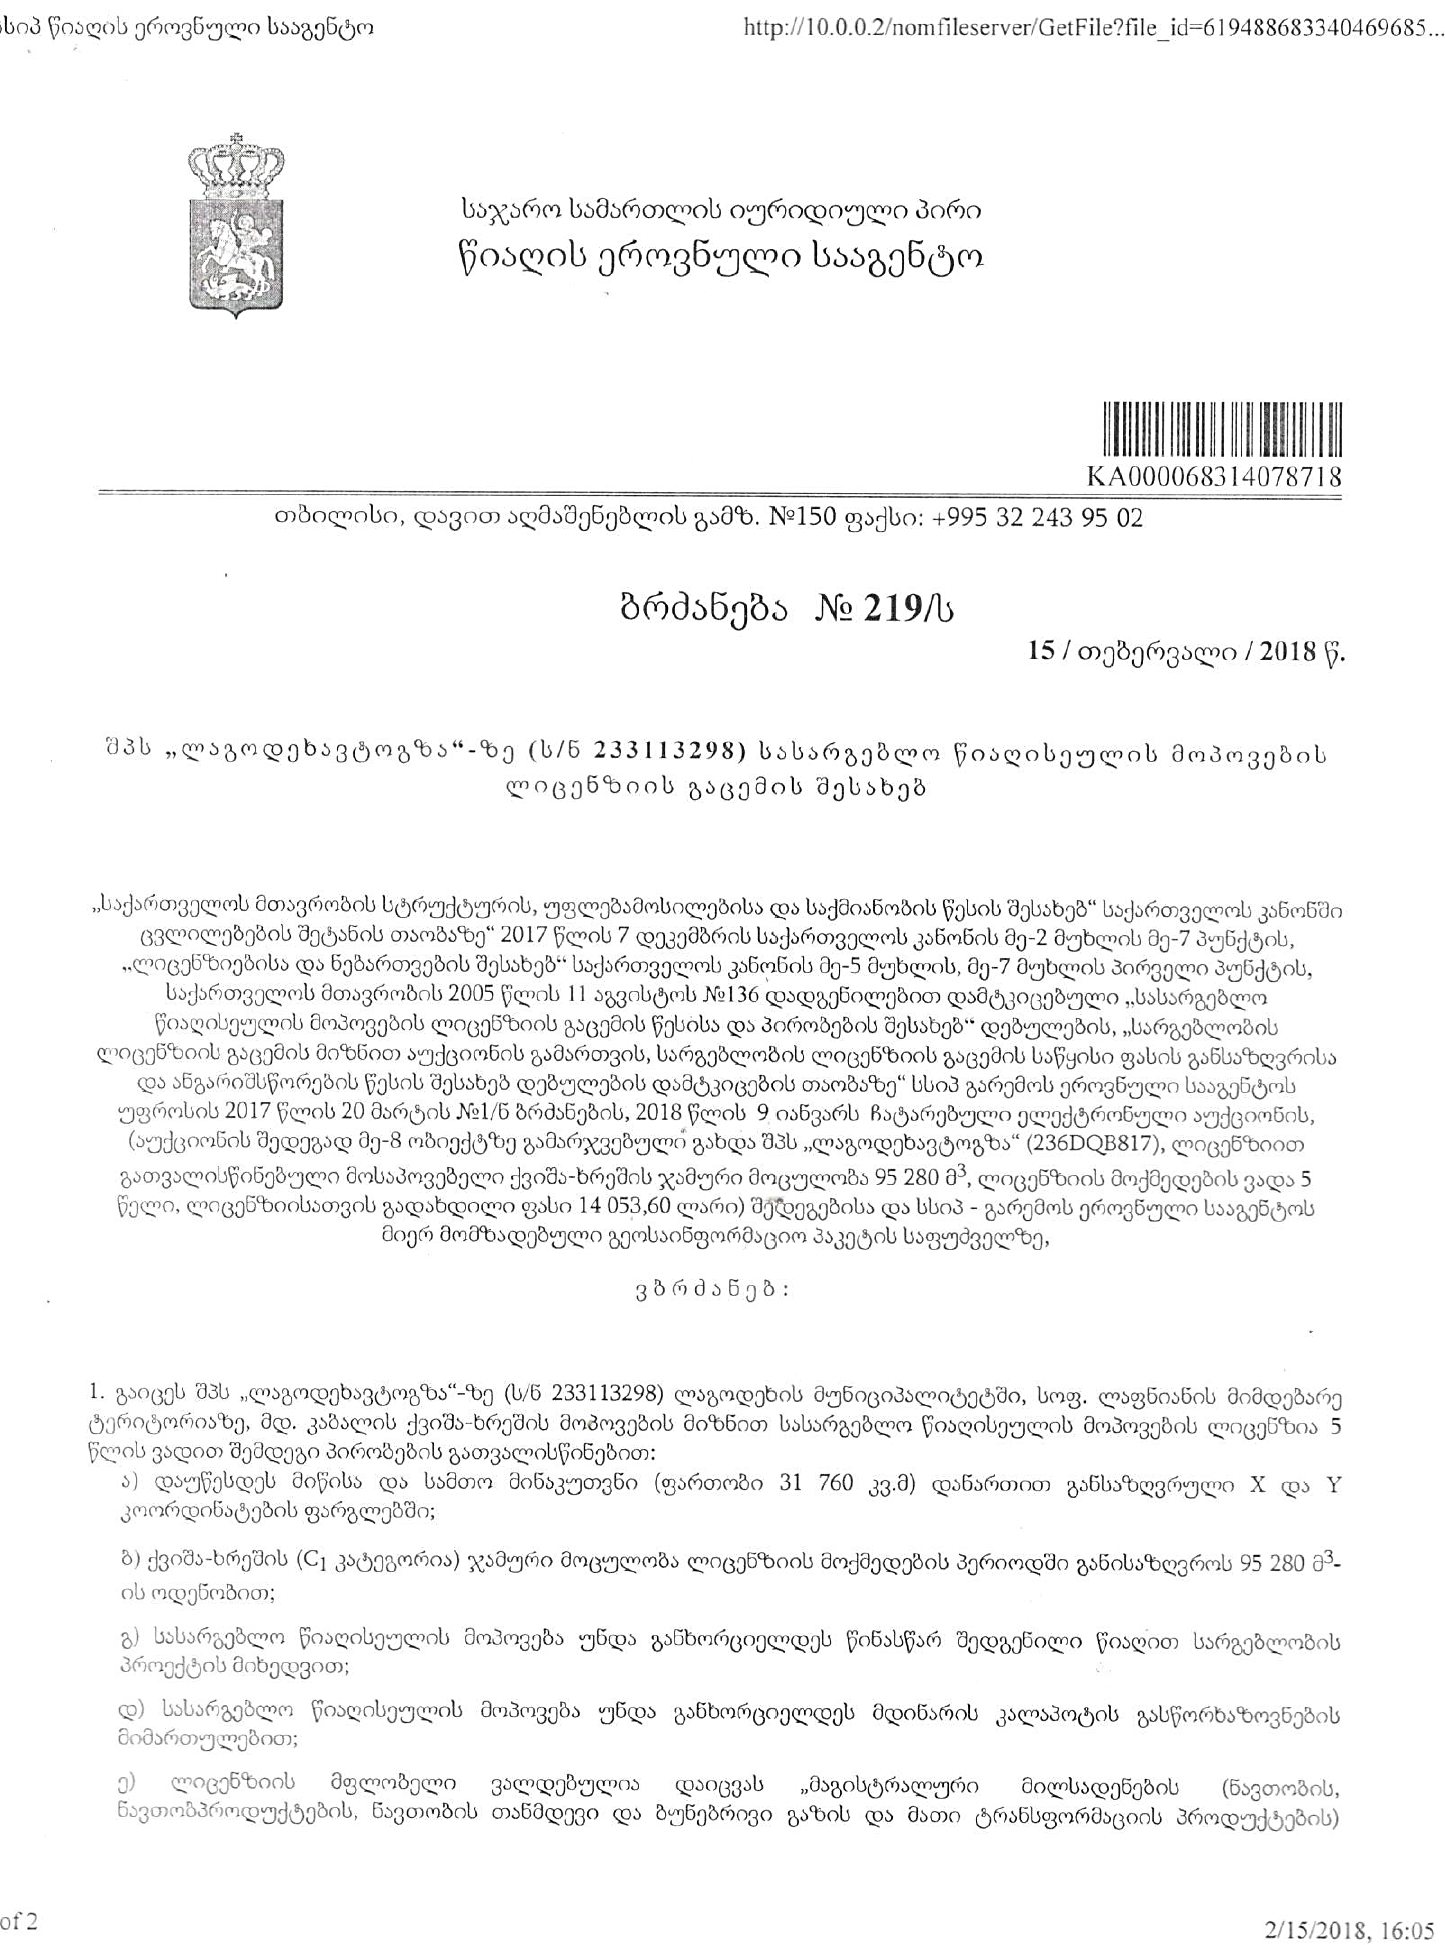 სსიპ წიაღის ეროვნული სააგენტო
http://10.0.0.2/nomfileserver/GetFile?file_id=619488683340469685...
საჯარო სამართლის იურიდიული პირი
წიაღის ეროვნული სააგენტო
KA000068314078718
თბილისი, დავით აღმაშენებლის გამზ. №150 ფაქსი: +995 32 243 95 02
ბრძანება № 219/ს
15 / თებერვალი / 2018 წ.
შპს „ლაგოდეხავტოგზა“-ზე (ს/ნ 233113298) სასარგებლო წიაღისეულის მოპოვების
ლიცენზიის გაცემის შესახებ
„საქართველოს მთავრობის სტრუქტურის, უფლებამოსილებისა და საქმიანობის წესის შესახებ“ საქართველოს კანონში
ცვლილებების შეტანის თაობაზე“ 2017 წლის 7 დეკემბრის საქართველოს კანონის მე-2 მუხლის მე-7 პუნქტის,
„ლიცენზიებისა და ნებართვების შესახებ“ საქართველოს კანონის მე-5 მუხლის, მე-7 მუხლის პირველი პუნქტის,
საქართველოს მთავრობის 2005 წლის 11 აგვისტოს №136 დადგენილებით დამტკიცებული „სასარგებლო
წიაღისეულის მოპოვების ლიცენზიის გაცემის წესისა და პირობების შესახებ“ დებულების, „სარგებლობის
ლიცენზიის გაცემის მიზნით აუქციონის გამართვის, სარგებლობის ლიცენზიის გაცემის საწყისი ფასის განსაზღვრისა
და ანგარიშსწორების წესის შესახებ დებულების დამტკიცების თაობაზე“ სსიპ გარემოს ეროვნული სააგენტოს
უფროსის 2017 წლის 20 მარტის №1/ნ ბრძანების, 2018 წლის 9 იანვარს ჩატარებული ელექტრონული აუქციონის,
(აუქციონის შედეგად მე-8 ობიექტზე გამარჯვებული გახდა შპს „ლაგოდეხავტოგზა“ (236DQB817), ლიცენზიით
გათვალისწინებული მოსაპოვებელი ქვიშა-ხრეშის ჯამური მოცულობა 95 280 მ³, ლიცენზიის მოქმედების ვადა 5
წელი, ლიცენზიისათვის გადახდილი ფასი 14 053,60 ლარი) შედეგებისა და სსიპ - გარემოს ეროვნული სააგენტოს
მიერ მომზადებული გეოსაინფორმაციო პაკეტის საფუძველზე,
ვ ბ რ ძ ა ნ ე ბ :
1. გაიცეს შპს „ლაგოდეხავტოგზა“-ზე (ს/ნ 233113298) ლაგოდეხის მუნიციპალიტეტში, სოფ. ლაფნიანის მიმდებარე
ტერიტორიაზე, მდ. კაბალის ქვიშა-ხრეშის მოპოვების მიზნით სასარგებლო წიაღისეულის მოპოვების ლიცენზია 5
წლის ვადით შემდეგი პირობების გათვალისწინებით:
ა) დაუწესდეს მიწისა და სამთო მინაკუთვნი (ფართობი 31 760 კვ.მ) დანართით განსაზღვრული X და Y
კოორდინატების ფარგლებში;
ბ) ქვიშა-ხრეშის (C₁ კატეგორია) ჯამური მოცულობა ლიცენზიის მოქმედების პერიოდში განისაზღვროს 95 280 მ³-
ის ოდენობით;
გ) სასარგებლო წიაღისეულის მოპოვება უნდა განხორციელდეს წინასწარ შედგენილი წიაღით სარგებლობის
პროექტის მიხედვით;
დ) სასარგებლო წიაღისეულის მოპოვება უნდა განხორციელდეს მდინარის კალაპოტის გასწორხაზოვნების
მიმართულებით;
ე) ლიცენზიის მფლობელი ვალდებულია დაიცვას „მაგისტრალური მილსადენების (ნავთობის,
ნავთობპროდუქტების, ნავთობის თანმდევი და ბუნებრივი გაზის და მათი ტრანსფორმაციის პროდუქტების)
of 2
2/15/2018, 16:05